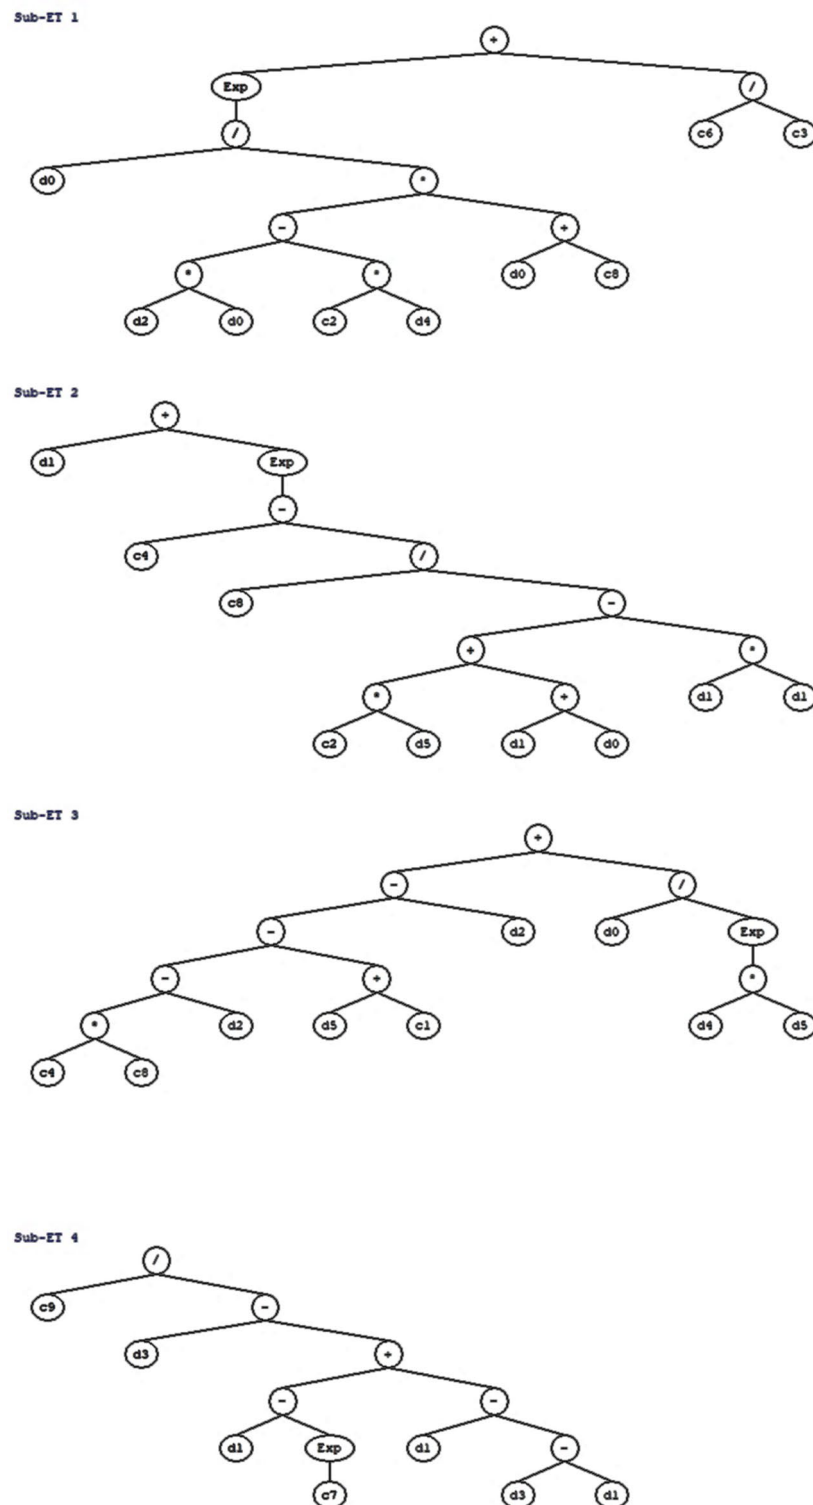 Sub-ET 1
+
Exp /
/ c6 c3
d0 *
- +
* * d0 c8
d2 d0 c2 d4
Sub-ET 2
+
d1 Exp
-
c4 /
c8 -
+ *
* + d1 d1
c2 d5 d1 d0
Sub-ET 3
+
- /
- d2 d0 Exp
- + *
* d2 d5 c1 d4 d5
c4 c8
Sub-ET 4
/
c9 -
d3 +
- -
d1 Exp d1 -
c7 d3 d1